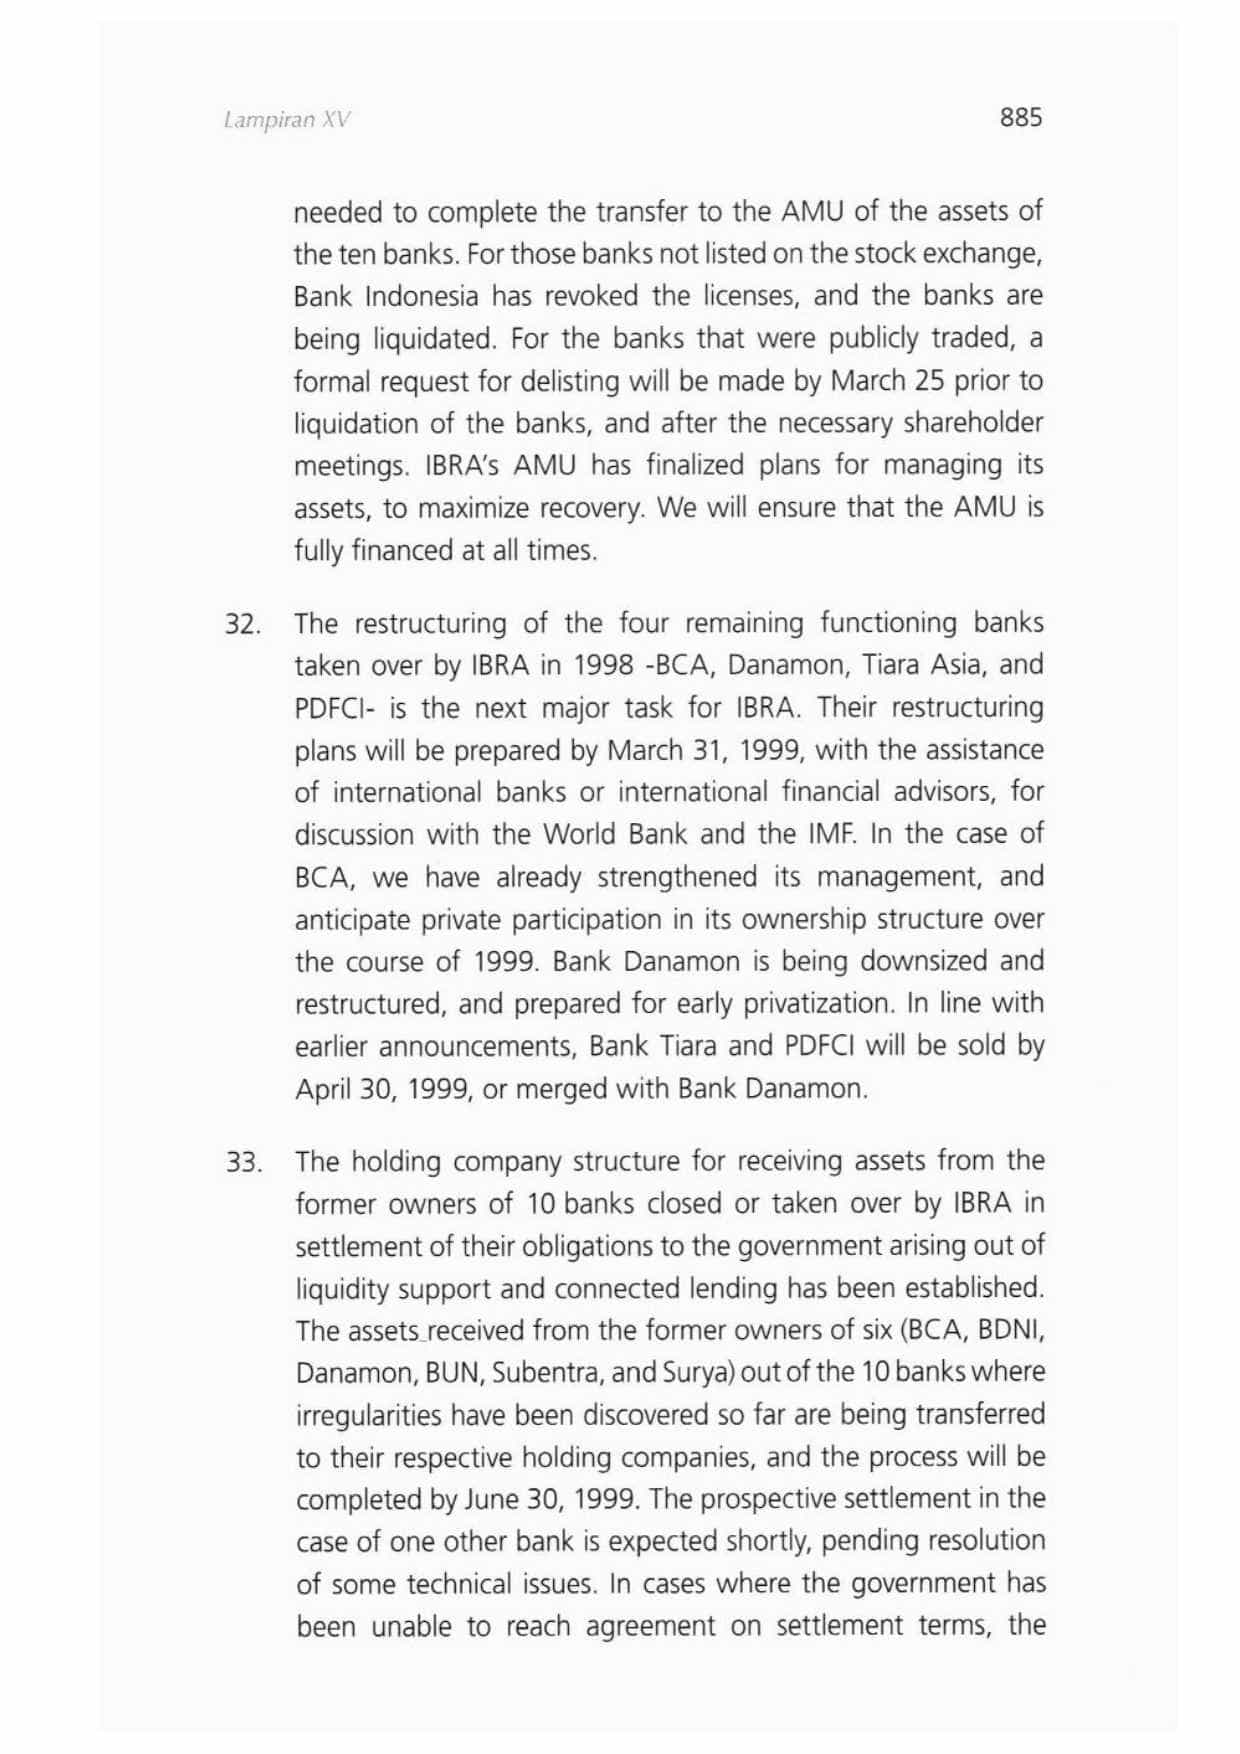 Lampiran XV 885
needed to complete the transfer to the AMU of the assets of
the ten banks. For those banks not listed on the stock exchange,
Bank Indonesia has revoked the licenses, and the banks are
being liquidated. For the banks that were publicly traded, a
formal request for delisting will be made by March 25 prior to
liquidation of the banks, and after the necessary shareholder
meetings. IBRA's AMU has finalized plans for managing its
assets, to maximize recovery. We will ensure that the AMU is
fully financed at all times.
32. The restructuring of the four remaining functioning banks
taken over by IBRA in 1998 -BCA, Danamon, Tiara Asia, and
PDFCI- is the next major task for IBRA. Their restructuring
plans will be prepared by March 31, 1999, with the assistance
of international banks or international financial advisors, for
discussion with the World Bank and the IMF. In the case of
BCA, we have already strengthened its management, and
anticipate private participation in its ownership structure over
the course of 1999. Bank Danamon is being downsized and
restructured, and prepared for early privatization. In line with
earlier announcements, Bank Tiara and PDFCI will be sold by
April 30, 1999, or merged with Bank Danamon.
33. The holding company structure for receiving assets from the
former owners of 10 banks closed or taken over by IBRA in
settlement of their obligations to the government arising out of
liquidity support and connected lending has been established.
The assets received from the former owners of six (BCA, BDNI,
Danamon, BUN, Subentra, and Surya) out of the 10 banks where
irregularities have been discovered so far are being transferred
to their respective holding companies, and the process will be
completed by June 30, 1999. The prospective settlement in the
case of one other bank is expected shortly, pending resolution
of some technical issues. In cases where the government has
been unable to reach agreement on settlement terms, the